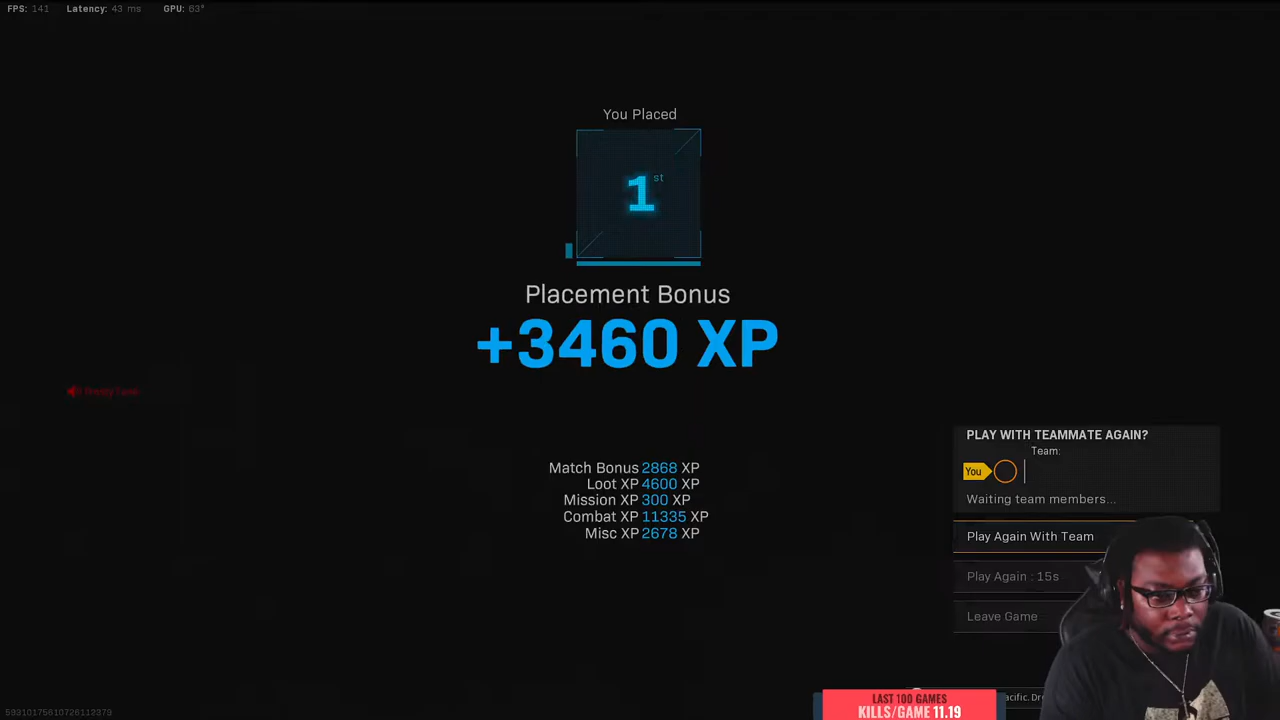 FPS: 141 Latency: 43 ms GPU: 63°
You Placed
1st
Placement Bonus
+3460 XP
Match Bonus 2868 XP
Loot XP 4600 XP
Mission XP 300 XP
Combat XP 11335 XP
Misc XP 2678 XP
PLAY WITH TEAMMATE AGAIN?
Team:
You
Waiting team members...
Play Again With Team
Play Again : 15s
Leave Game
LAST 100 GAMES
KILLS/GAME 11.19
acific. Dr
59310175610726112379